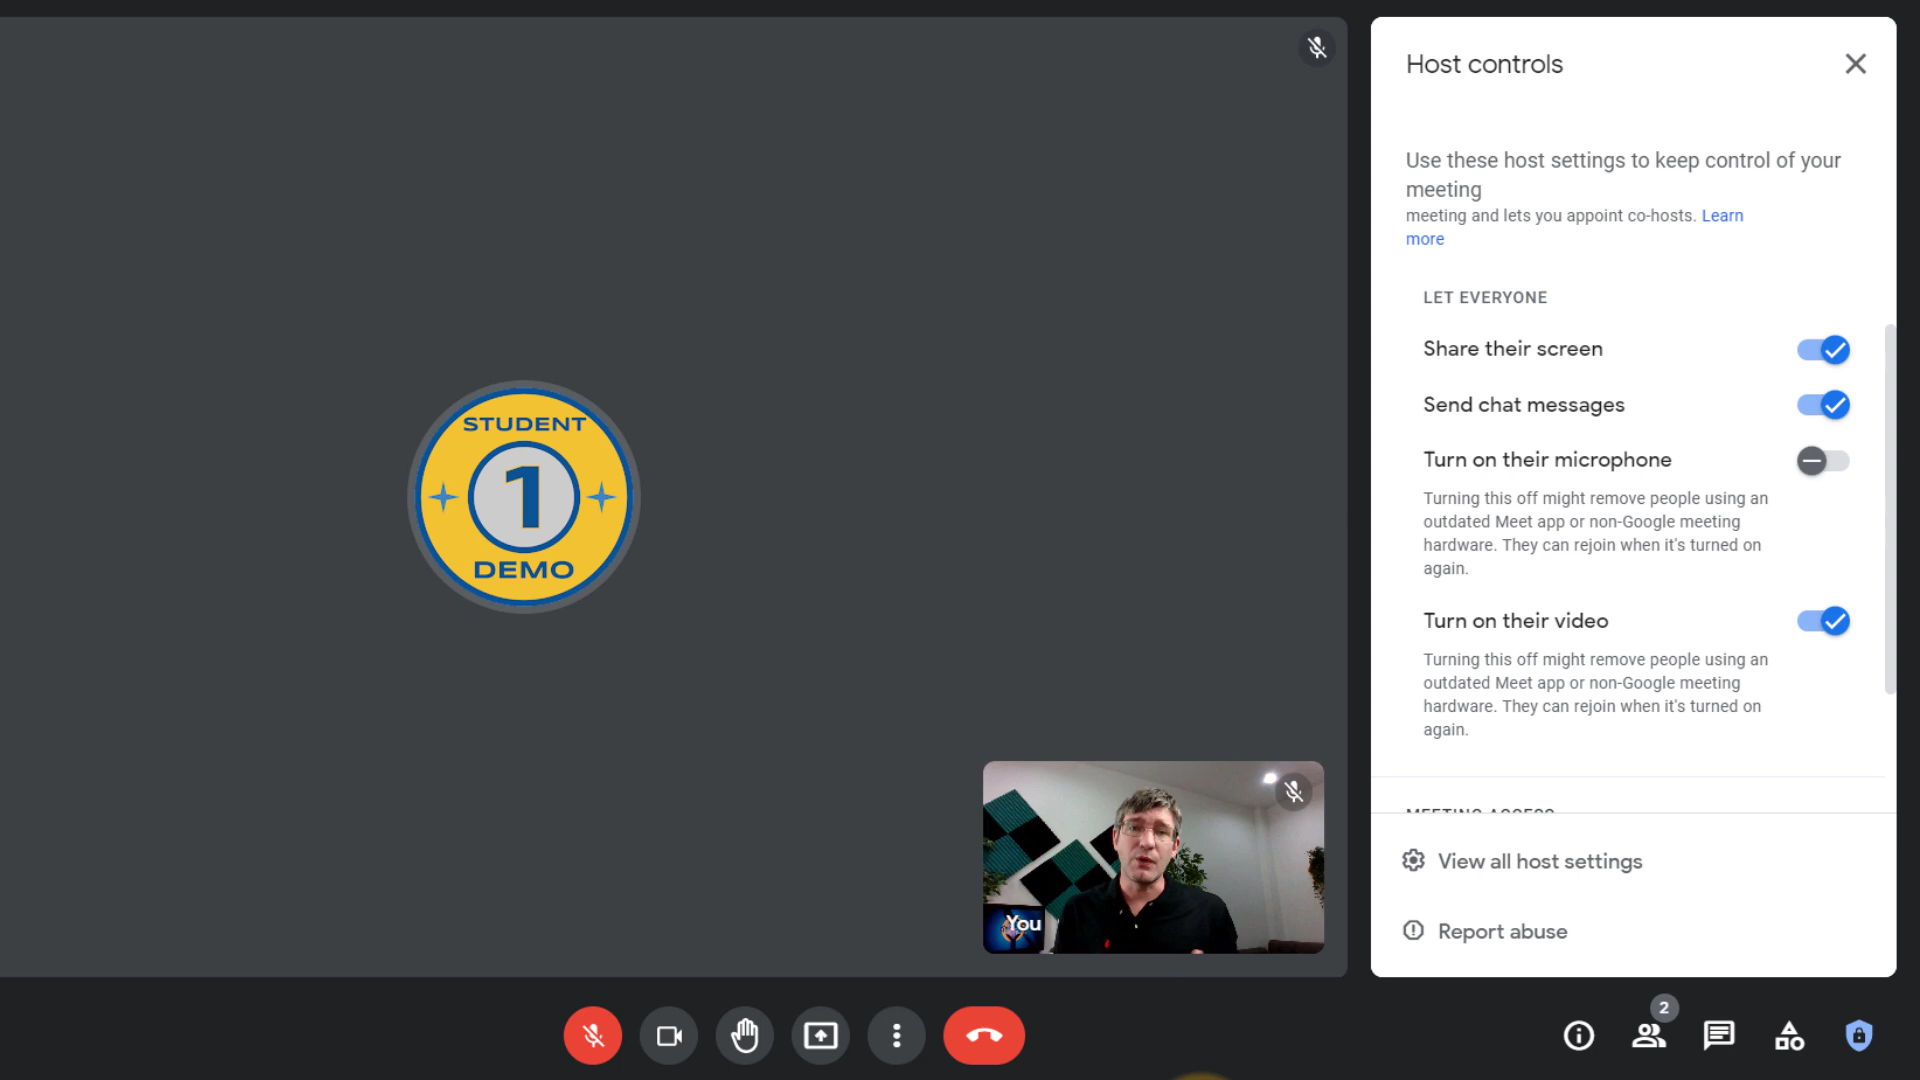 Host controls
Use these host settings to keep control of your
meeting
meeting and lets you appoint co-hosts. Learn
more
LET EVERYONE
Share their screen
Send chat messages
Turn on their microphone
Turning this off might remove people using an
outdated Meet app or non-Google meeting
hardware. They can rejoin when it's turned on
again.
Turn on their video
Turning this off might remove people using an
outdated Meet app or non-Google meeting
hardware. They can rejoin when it's turned on
again.
MEETING ACCESS
View all host settings
Report abuse
STUDENT
1
DEMO
You
2